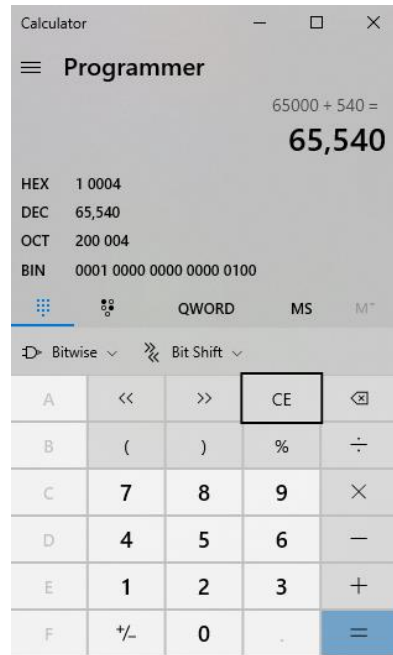 Calculator
Programmer
65000 + 540 =
65,540
HEX 1 0004
DEC 65,540
OCT 200 004
BIN 0001 0000 0000 0000 0100
QWORD MS M˅
Bitwise Bit Shift
A << >> CE
B ( ) % ÷
C 7 8 9 ×
D 4 5 6 −
E 1 2 3 +
F +/− 0 . =